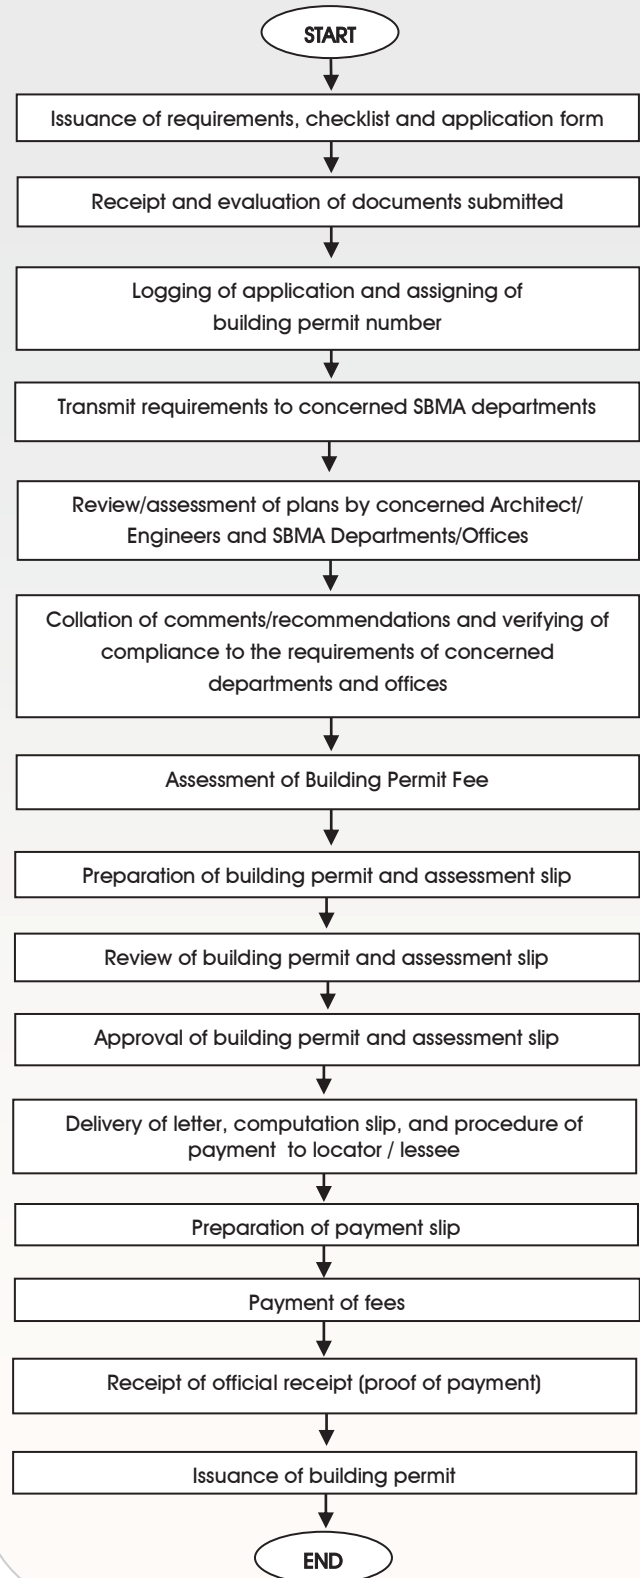 START
Issuance of requirements, checklist and application form
Receipt and evaluation of documents submitted
Logging of application and assigning of
building permit number
Transmit requirements to concerned SBMA departments
Review/assessment of plans by concerned Architect/
Engineers and SBMA Departments/Offices
Collation of comments/recommendations and verifying of
compliance to the requirements of concerned
departments and offices
Assessment of Building Permit Fee
Preparation of building permit and assessment slip
Review of building permit and assessment slip
Approval of building permit and assessment slip
Delivery of letter, computation slip, and procedure of
payment to locator / lessee
Preparation of payment slip
Payment of fees
Receipt of official receipt (proof of payment)
Issuance of building permit
END